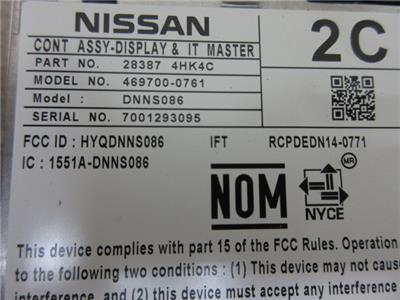 NISSAN 2C
CONT ASSY-DISPLAY & IT MASTER
PART NO. 28387 4HK4C
MODEL NO. 469700-0761
Model : DNNS086
SERIAL NO. 7001293095
FCC ID : HYQDNNS086 IFT RCPDEDN14-0771
IC : 1551A-DNNS086
MR
NOM NYCE
This device complies with part 15 of the FCC Rules. Operation
to the following two conditions : (1) This device may not cause
interference, and (2) this device must accept any interference